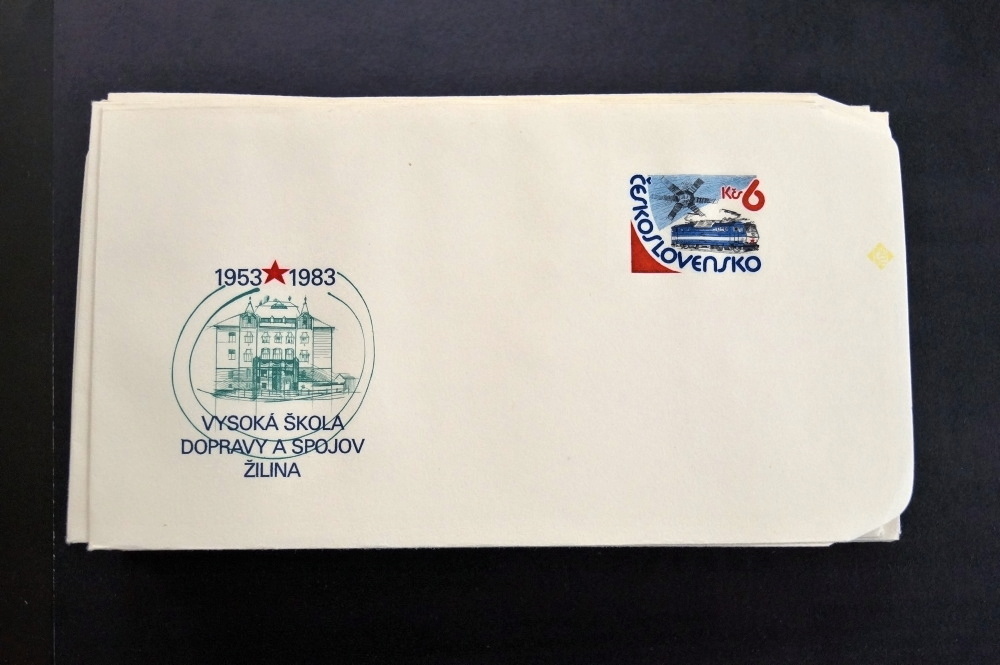 Kčs 6
ČESKOSLOVENSKO
1953 1983
VYSOKÁ ŠKOLA
DOPRAVY A SPOJOV
ŽILINA